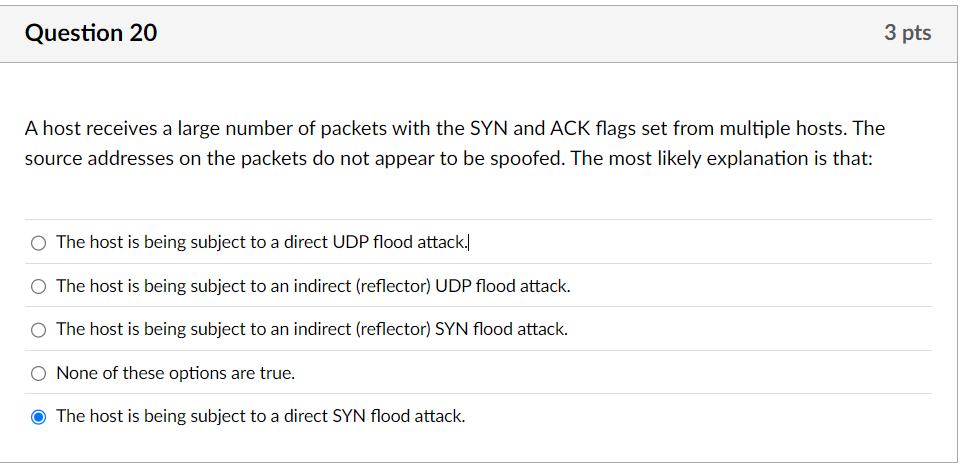 Question 20
3 pts
A host receives a large number of packets with the SYN and ACK flags set from multiple hosts. The
source addresses on the packets do not appear to be spoofed. The most likely explanation is that:
The host is being subject to a direct UDP flood attack.
The host is being subject to an indirect (reflector) UDP flood attack.
The host is being subject to an indirect (reflector) SYN flood attack.
None of these options are true.
The host is being subject to a direct SYN flood attack.